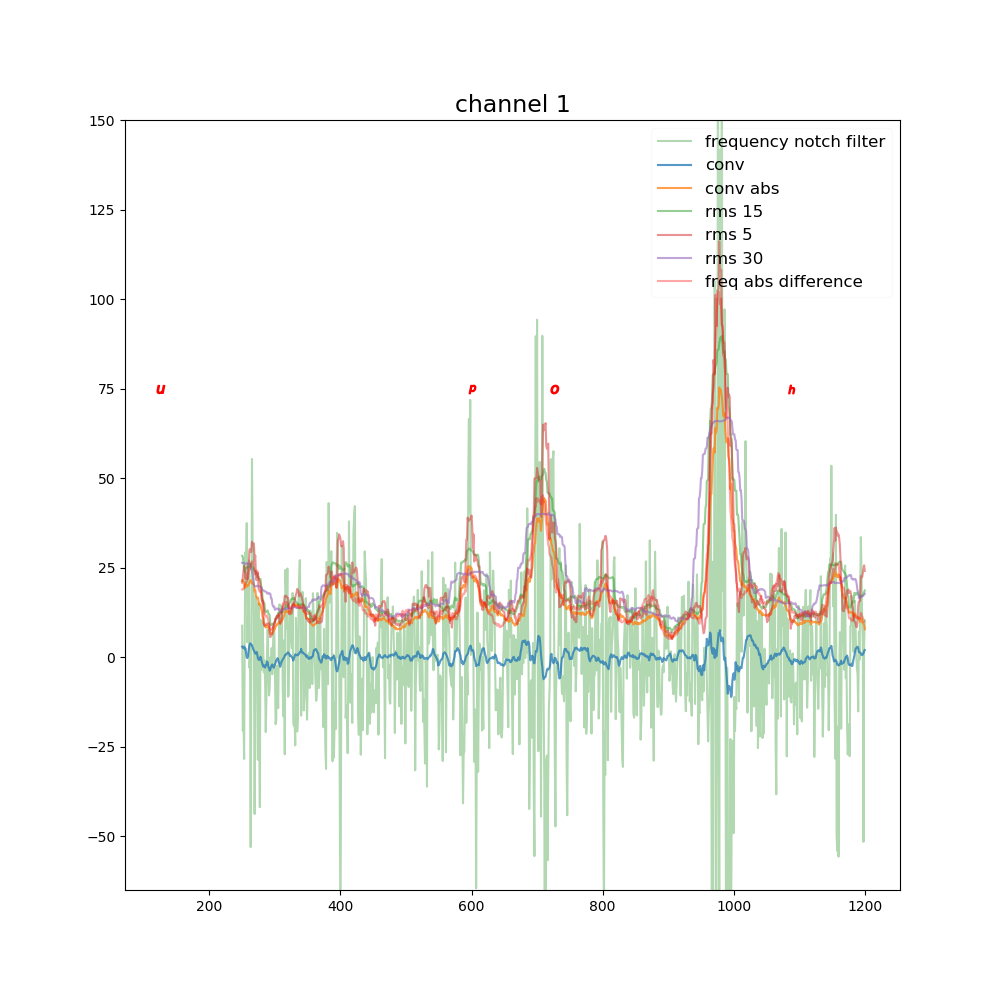 channel 1
150
125
100
75
50
25
0
−25
−50
200 400 600 800 1000 1200
frequency notch filter
conv
conv abs
rms 15
rms 5
rms 30
freq abs difference
u p o h